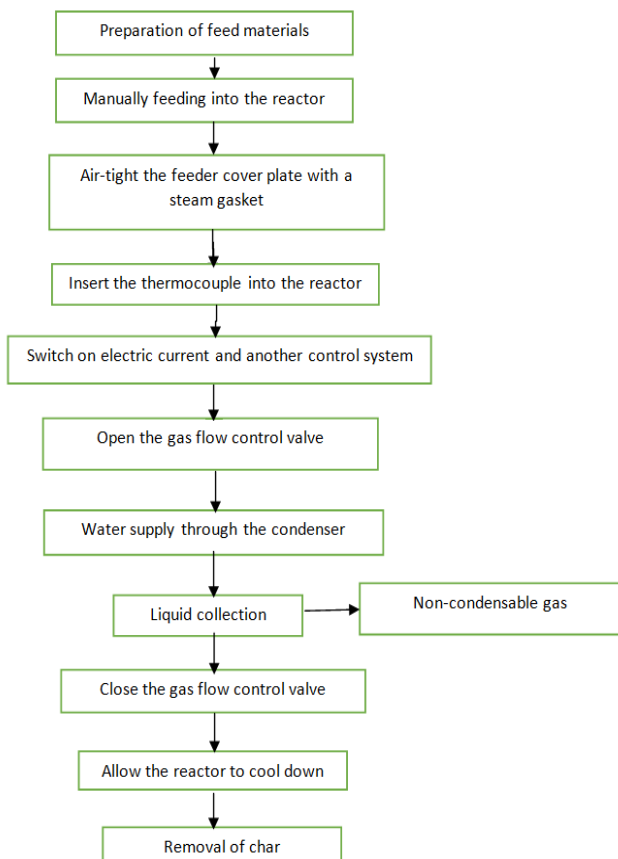 Preparation of feed materials
Manually feeding into the reactor
Air-tight the feeder cover plate with a
steam gasket
Insert the thermocouple into the reactor
Switch on electric current and another control system
Open the gas flow control valve
Water supply through the condenser
Liquid collection
Non-condensable gas
Close the gas flow control valve
Allow the reactor to cool down
Removal of char